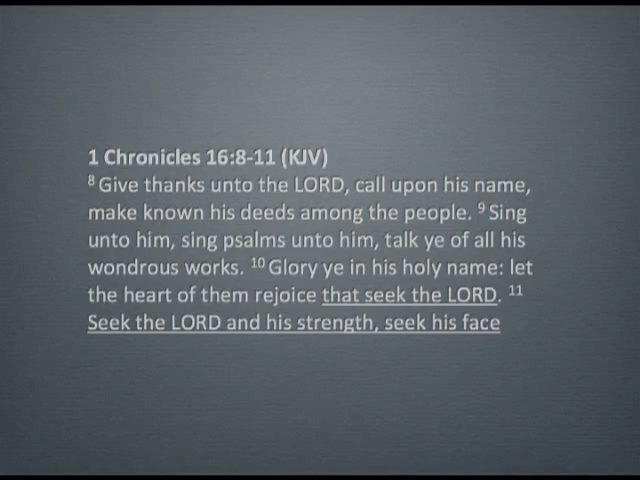 1 Chronicles 16:8-11 (KJV)
8 Give thanks unto the LORD, call upon his name,
make known his deeds among the people. 9 Sing
unto him, sing psalms unto him, talk ye of all his
wondrous works. 10 Glory ye in his holy name: let
the heart of them rejoice that seek the LORD. 11
Seek the LORD and his strength, seek his face